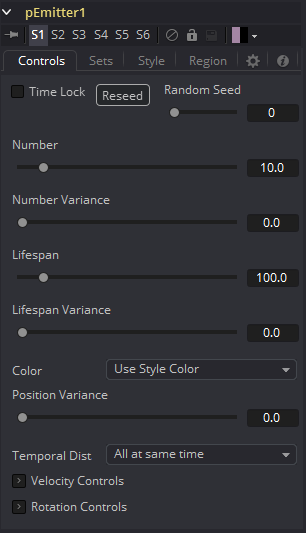 pEmitter1
S1 S2 S3 S4 S5 S6
Controls Sets Style Region
Time Lock Reseed Random Seed
0
Number
10.0
Number Variance
0.0
Lifespan
100.0
Lifespan Variance
0.0
Color Use Style Color
Position Variance
0.0
Temporal Dist All at same time
Velocity Controls
Rotation Controls